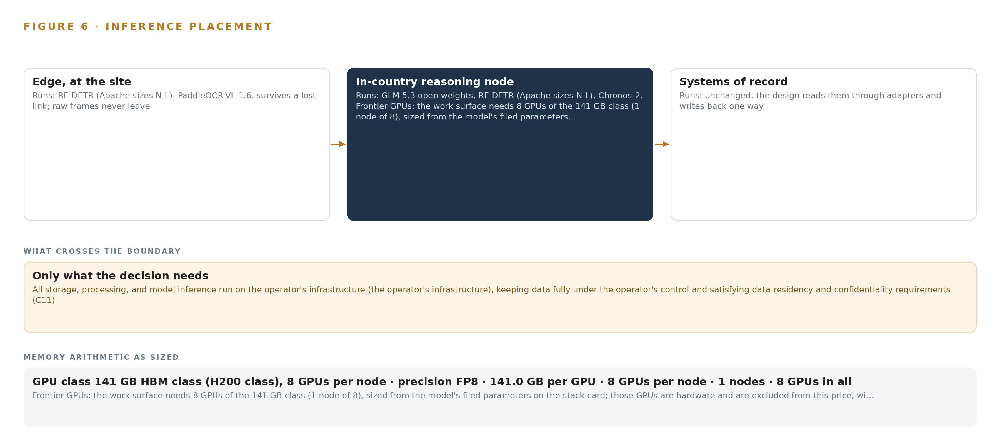 FIGURE 6 · INFERENCE PLACEMENT
Edge, at the site
Runs: RF-DETR (Apache sizes N-L), PaddleOCR-VL 1.6. survives a lost
link; raw frames never leave
In-country reasoning node
Runs: GLM 5.3 open weights, RF-DETR (Apache sizes N-L), Chronos-2.
Frontier GPUs: the work surface needs 8 GPUs of the 141 GB class (1
node of 8), sized from the model's filed parameters…
Systems of record
Runs: unchanged. the design reads them through adapters and
writes back one way
WHAT CROSSES THE BOUNDARY
Only what the decision needs
All storage, processing, and model inference run on the operator's infrastructure (the operator's infrastructure), keeping data fully under the operator's control and satisfying data-residency and confidentiality requirements
(C11)
MEMORY ARITHMETIC AS SIZED
GPU class 141 GB HBM class (H200 class), 8 GPUs per node · precision FP8 · 141.0 GB per GPU · 8 GPUs per node · 1 nodes · 8 GPUs in all
Frontier GPUs: the work surface needs 8 GPUs of the 141 GB class (1 node of 8), sized from the model's filed parameters on the stack card; those GPUs are hardware and are excluded from this price, wi…